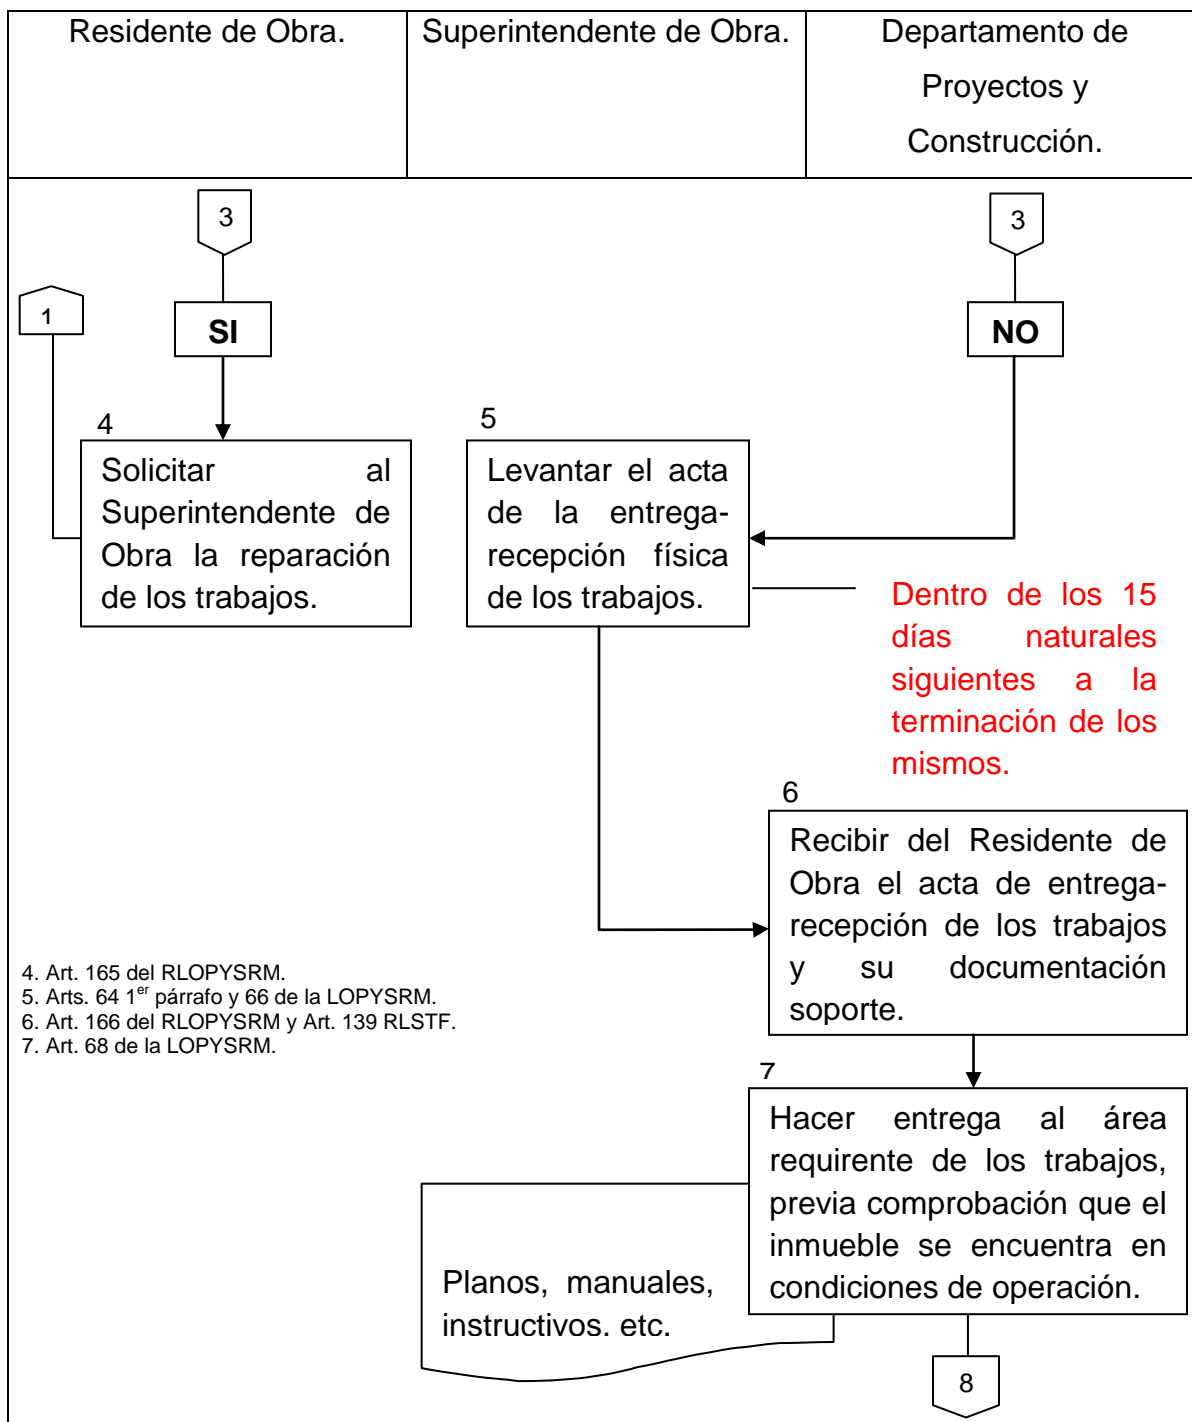 Residente de Obra.
Superintendente de Obra.
Departamento de
Proyectos y
Construcción.
3
3
1
SI
NO
4
Solicitar al
Superintendente de
Obra la reparación
de los trabajos.
5
Levantar el acta
de la entrega-
recepción física
de los trabajos.
Dentro de los 15
días naturales
siguientes a la
terminación de los
mismos.
6
Recibir del Residente de
Obra el acta de entrega-
recepción de los trabajos
y su documentación
soporte.
4. Art. 165 del RLOPYSRM.
5. Arts. 64 1er párrafo y 66 de la LOPYSRM.
6. Art. 166 del RLOPYSRM y Art. 139 RLSTF.
7. Art. 68 de la LOPYSRM.
7
Hacer entrega al área
requirente de los trabajos,
previa comprobación que el
inmueble se encuentra en
condiciones de operación.
Planos, manuales,
instructivos. etc.
8